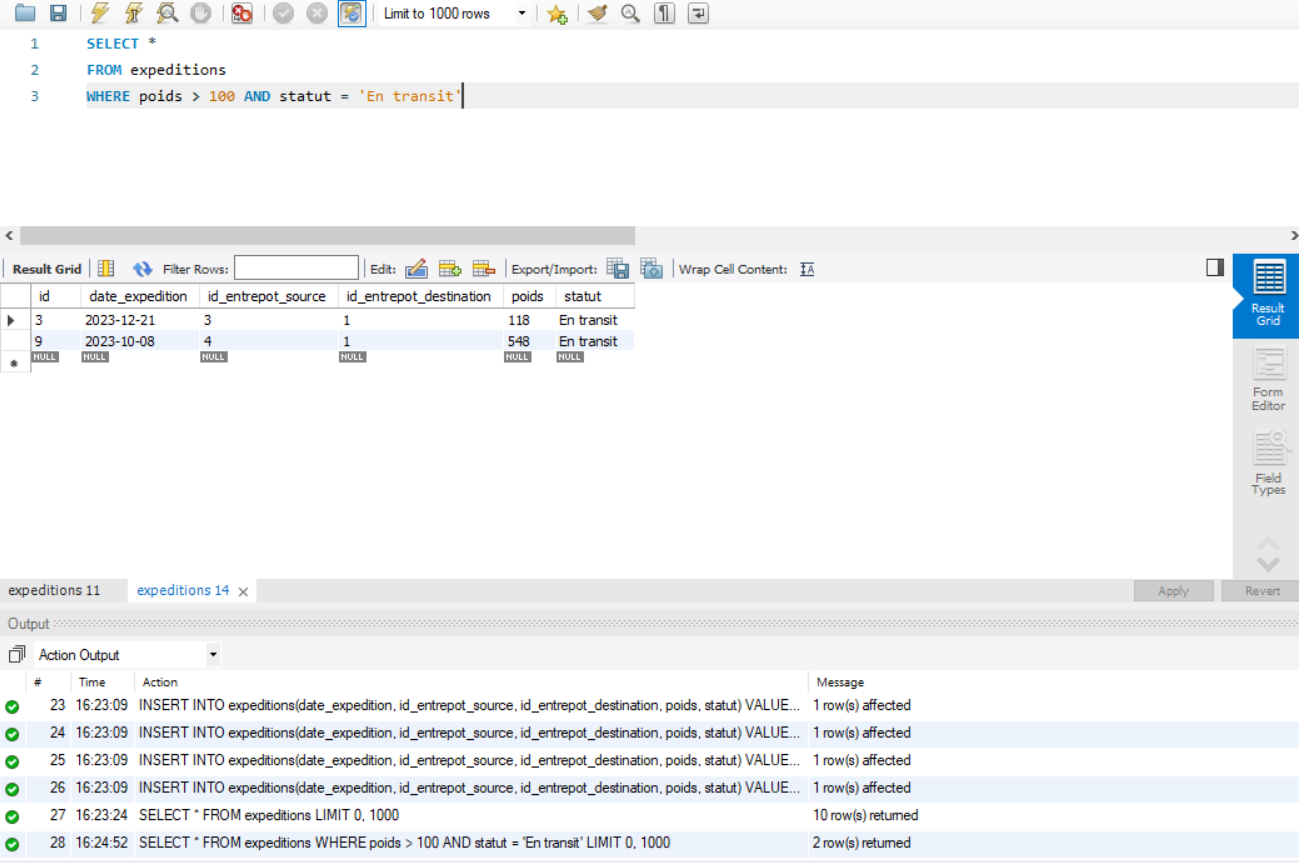 Limit to 1000 rows
1 SELECT *
2 FROM expeditions
3 WHERE poids > 100 AND statut = 'En transit'
Result Grid Filter Rows: Edit: Export/Import: Wrap Cell Content:
id date_expedition id_entrepot_source id_entrepot_destination poids statut
3 2023-12-21 3 1 118 En transit
9 2023-10-08 4 1 548 En transit
NULL NULL NULL NULL NULL NULL
Result
Grid
Form
Editor
Field
Types
expeditions 11 expeditions 14 Apply Revert
Output
Action Output
# Time Action Message
23 16:23:09 INSERT INTO expeditions(date_expedition, id_entrepot_source, id_entrepot_destination, poids, statut) VALUE... 1 row(s) affected
24 16:23:09 INSERT INTO expeditions(date_expedition, id_entrepot_source, id_entrepot_destination, poids, statut) VALUE... 1 row(s) affected
25 16:23:09 INSERT INTO expeditions(date_expedition, id_entrepot_source, id_entrepot_destination, poids, statut) VALUE... 1 row(s) affected
26 16:23:09 INSERT INTO expeditions(date_expedition, id_entrepot_source, id_entrepot_destination, poids, statut) VALUE... 1 row(s) affected
27 16:23:24 SELECT * FROM expeditions LIMIT 0, 1000 10 row(s) returned
28 16:24:52 SELECT * FROM expeditions WHERE poids > 100 AND statut = 'En transit' LIMIT 0, 1000 2 row(s) returned